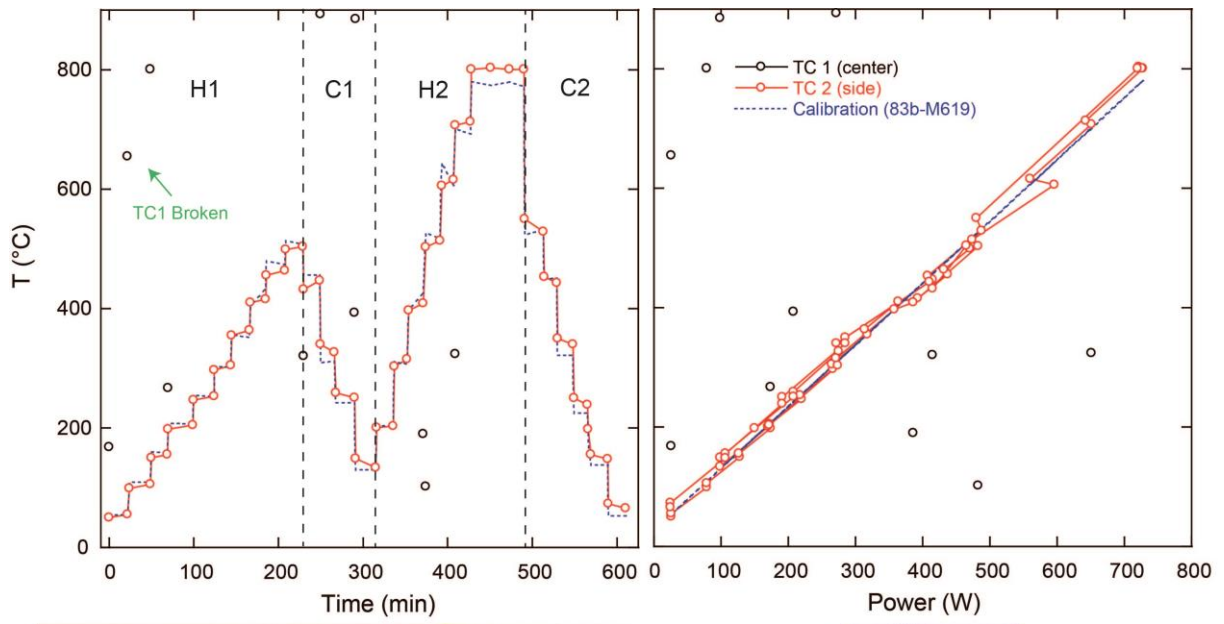 H1
C1
H2
C2
TC1 Broken
T (°C)
800
600
400
200
0
0 100 200 300 400 500 600
Time (min)
TC 1 (center)
TC 2 (side)
Calibration (83b-M619)
0 100 200 300 400 500 600 700 800
Power (W)